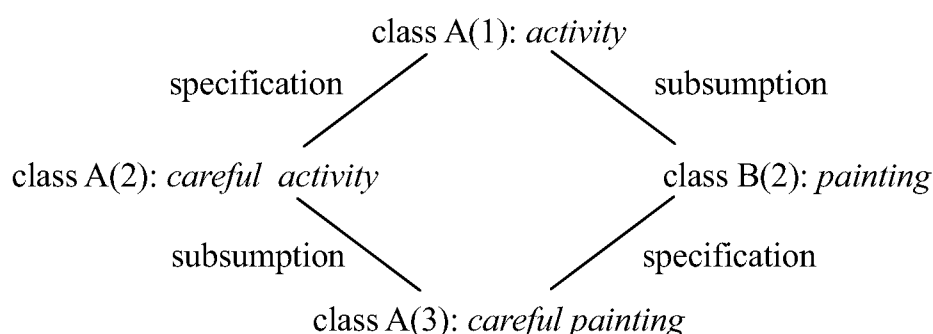 class A(1): activity
specification subsumption
class A(2): careful activity class B(2): painting
subsumption specification
class A(3): careful painting